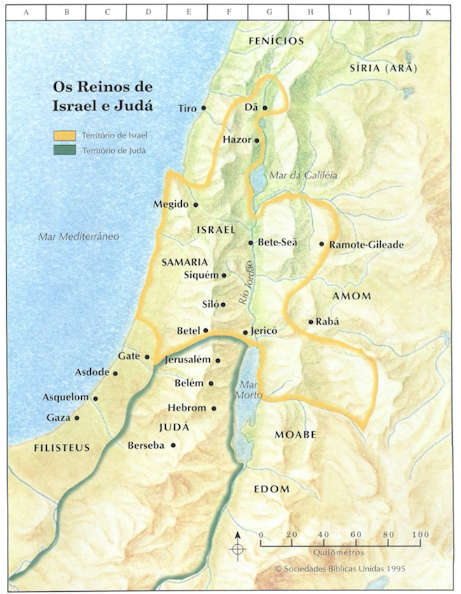 A B C D E F G H I J K
FENÍCIOS
SÍRIA (ARÃ)
Os Reinos de
Israel e Judá
Tiro
Dã
Território de Israel
Território de Judá
Hazor
Mar da Galiléia
Megido
ISRAEL
Mar Mediterrâneo
Bete-Seã
Ramote-Gileade
SAMARIA
Siquém
Rio Jordão
AMOM
Siló
Rabá
Betel
Jericó
Gate
Jerusalém
Asdode
Belém
Mar
Morto
Asquelom
Hebrom
Gaza
JUDÁ
MOABE
FILISTEUS
Berseba
EDOM
0 20 40 60 80 100
Quilómetros
© Sociedades Bíblicas Unidas 1995